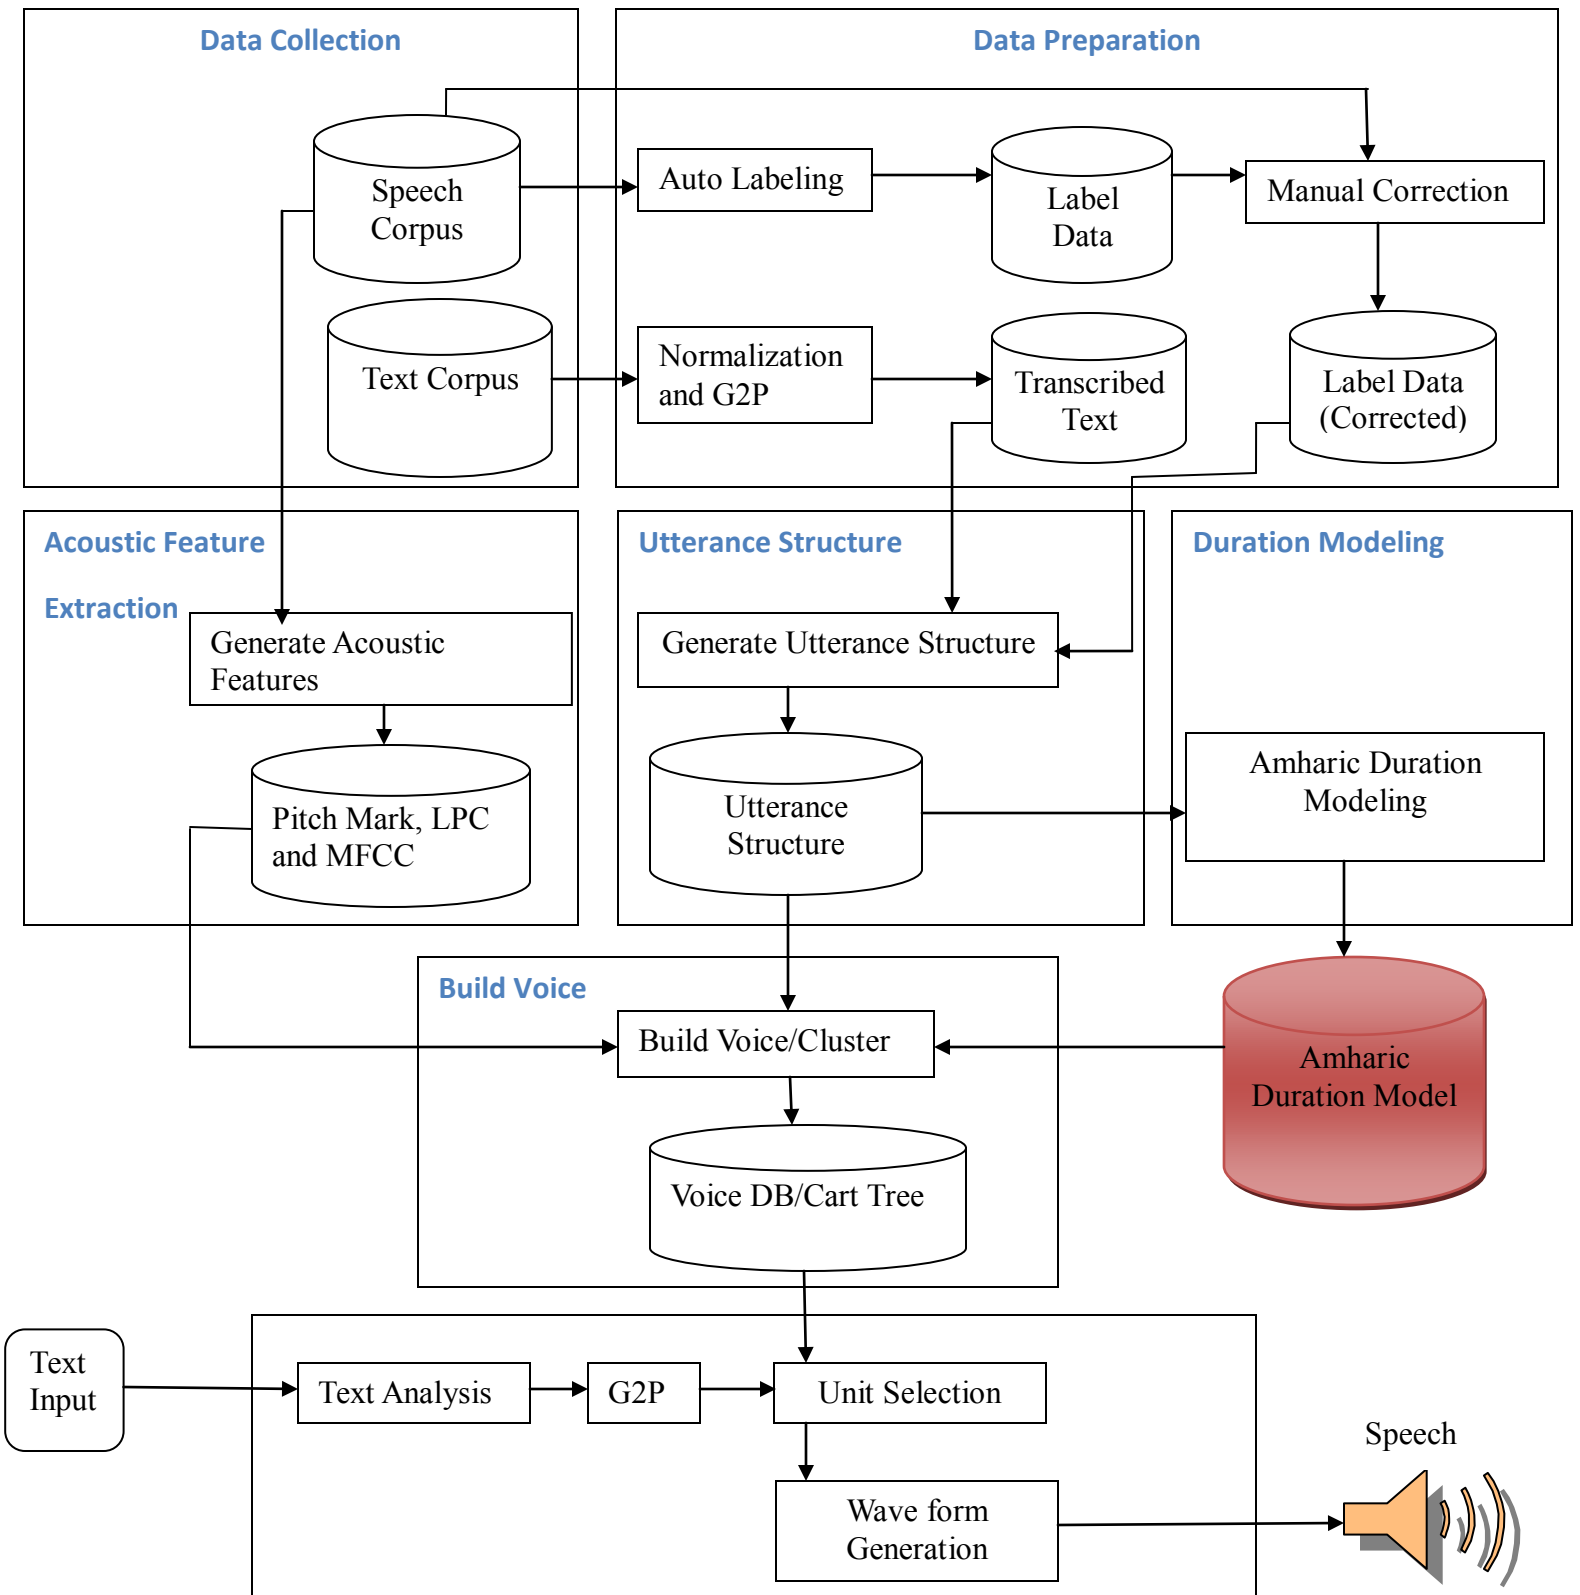 Data Collection
Data Preparation
Speech
Corpus
Auto Labeling
Label
Data
Manual Correction
Text Corpus
Normalization
and G2P
Transcribed
Text
Label Data
(Corrected)
Acoustic Feature
Extraction
Utterance Structure
Duration Modeling
Generate Acoustic
Features
Generate Utterance Structure
Pitch Mark, LPC
and MFCC
Utterance
Structure
Amharic Duration
Modeling
Build Voice
Build Voice/Cluster
Amharic
Duration Model
Voice DB/Cart Tree
Text
Input
Text Analysis
G2P
Unit Selection
Speech
Wave form
Generation